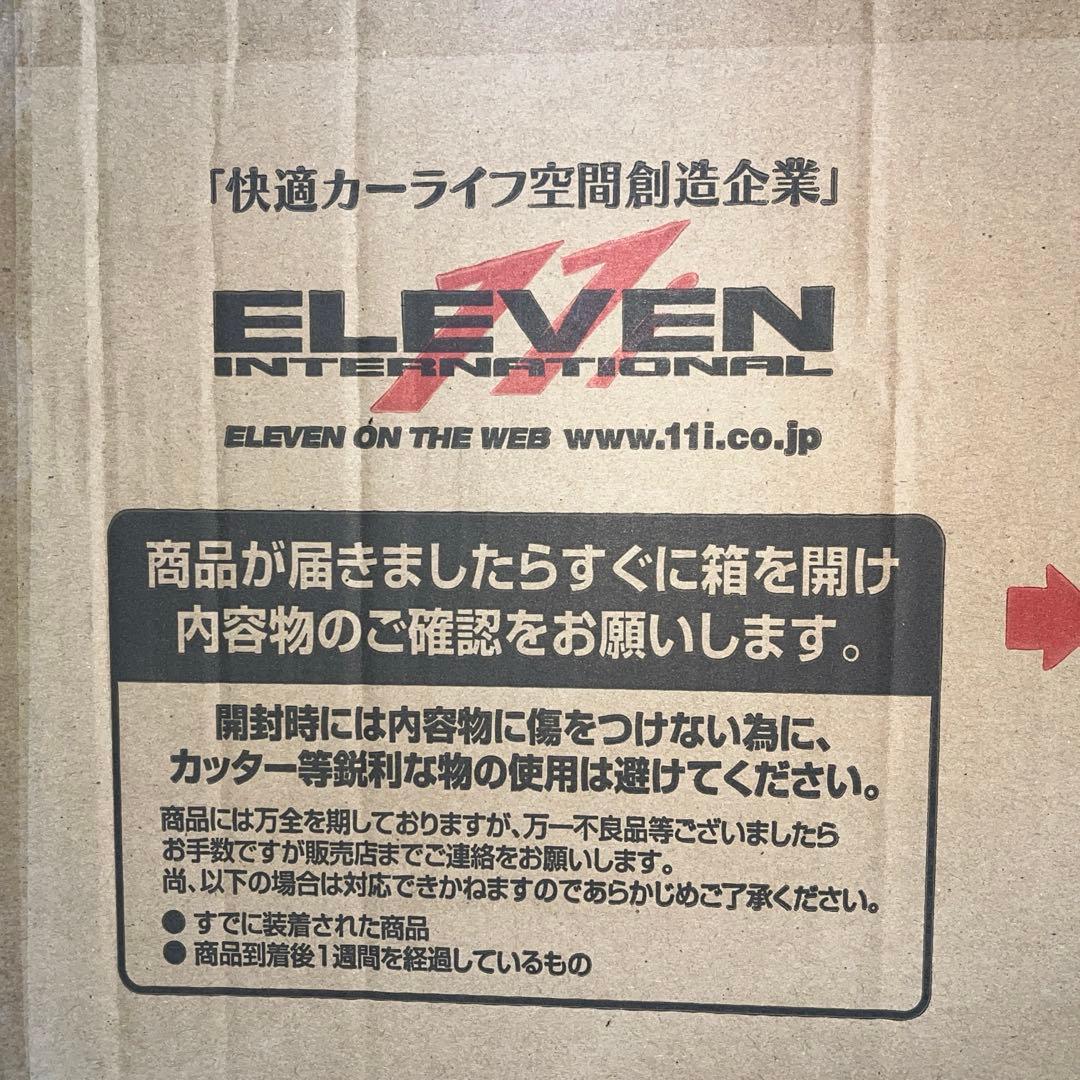 「快適カーライフ空間創造企業」
11i
ELEVEN
INTERNATIONAL
ELEVEN ON THE WEB www.11i.co.jp
商品が届きましたらすぐに箱を開け
内容物のご確認をお願いします。
開封時には内容物に傷をつけない為に、
カッター等鋭利な物の使用は避けてください。
商品には万全を期しておりますが、万一不良品等ございましたら
お手数ですが販売店までご連絡をお願いします。
尚、以下の場合は対応できかねますのであらかじめご了承ください。
● すでに装着された商品
● 商品到着後1週間を経過しているもの